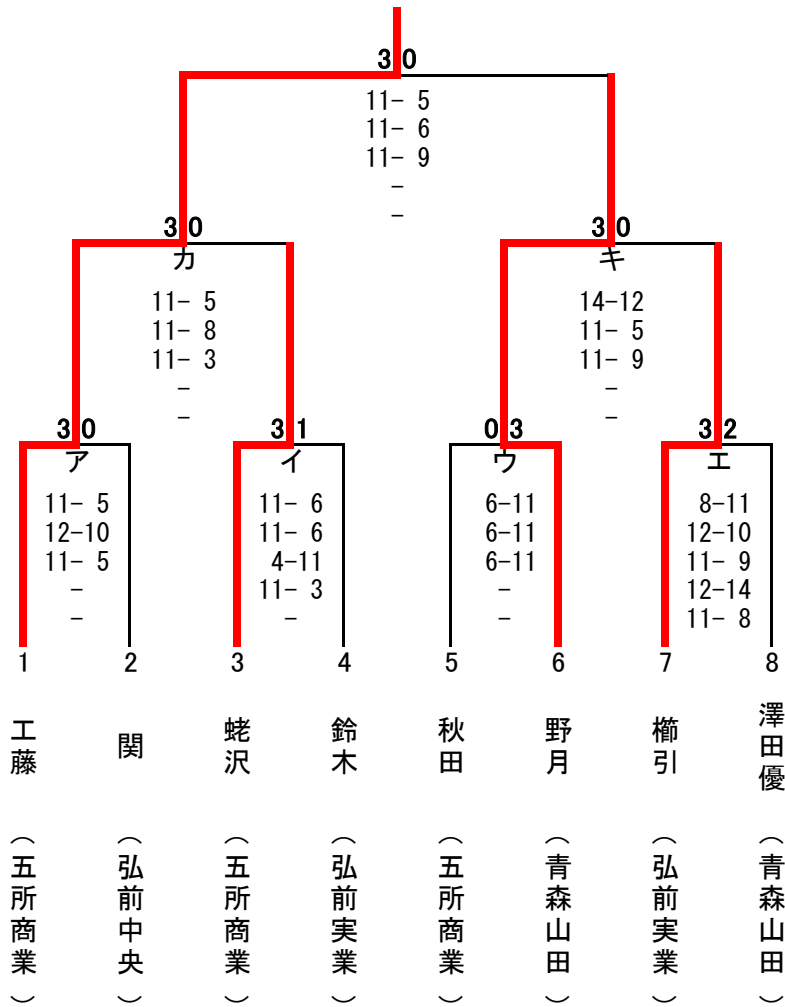 3 0
11- 5
11- 6
11- 9
-
-
3 0
カ
11- 5
11- 8
11- 3
-
-
3 0
キ
14-12
11- 5
11- 9
-
-
3 0
ア
11- 5
12-10
11- 5
-
-
3 1
イ
11- 6
11- 6
4-11
11- 3
-
0 3
ウ
6-11
6-11
6-11
-
-
3 2
エ
8-11
12-10
11- 9
12-14
11- 8
1
2
3
4
5
6
7
8
工藤
(五所商業)
関
(弘前中央)
蛯沢
(五所商業)
鈴木
(弘前実業)
秋田
(五所商業)
野月
(青森山田)
櫛引
(弘前実業)
澤田優
(青森山田)